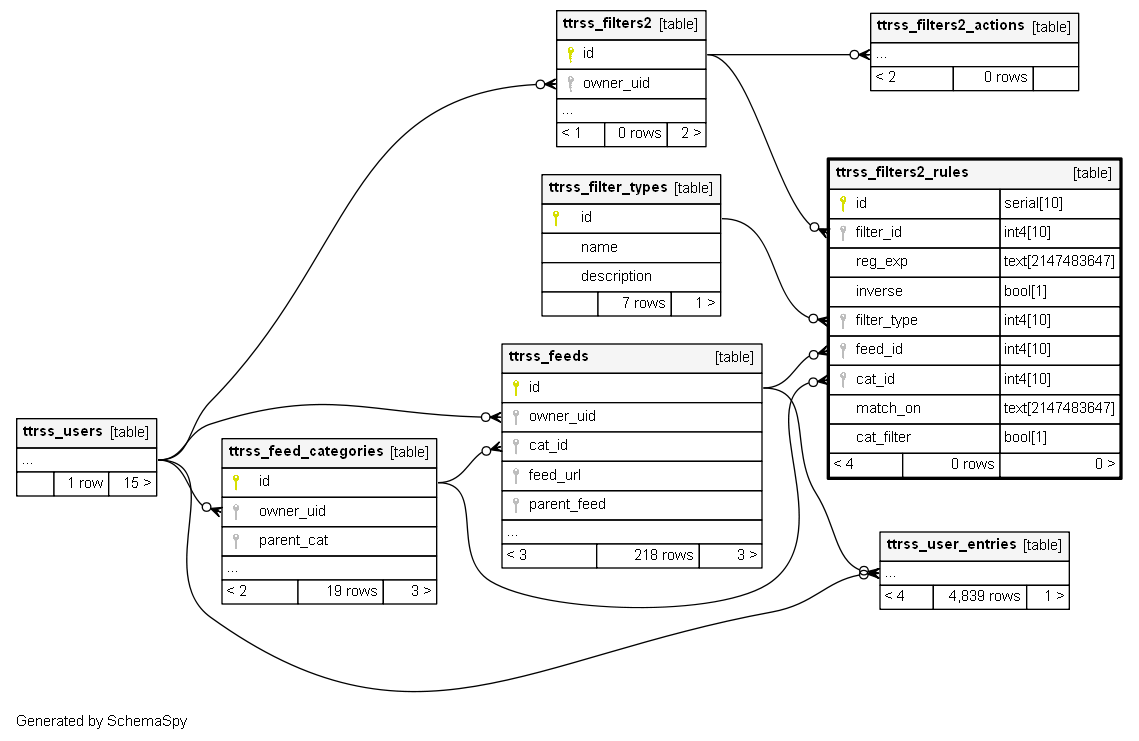 ttrss_filters2 [table]
id
owner_uid
...
< 1 0 rows 2 >
ttrss_filters2_actions [table]
...
< 2 0 rows
ttrss_filter_types [table]
id
name
description
7 rows 1 >
ttrss_filters2_rules [table]
id serial[10]
filter_id int4[10]
reg_exp text[2147483647]
inverse bool[1]
filter_type int4[10]
feed_id int4[10]
cat_id int4[10]
match_on text[2147483647]
cat_filter bool[1]
< 4 0 rows 0 >
ttrss_feeds [table]
id
owner_uid
cat_id
feed_url
parent_feed
...
< 3 218 rows 3 >
ttrss_users [table]
...
1 row 15 >
ttrss_feed_categories [table]
id
owner_uid
parent_cat
...
< 2 19 rows 3 >
ttrss_user_entries [table]
...
< 4 4,839 rows 1 >
Generated by SchemaSpy